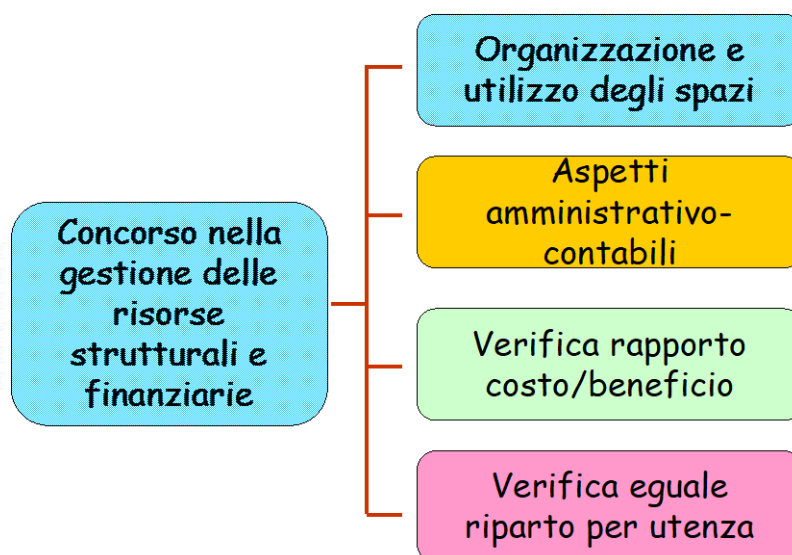 Organizzazione e
utilizzo degli spazi
Aspetti
amministrativo-
contabili
Concorso nella
gestione delle
risorse
strutturali e
finanziarie
Verifica rapporto
costo/beneficio
Verifica eguale
riparto per utenza